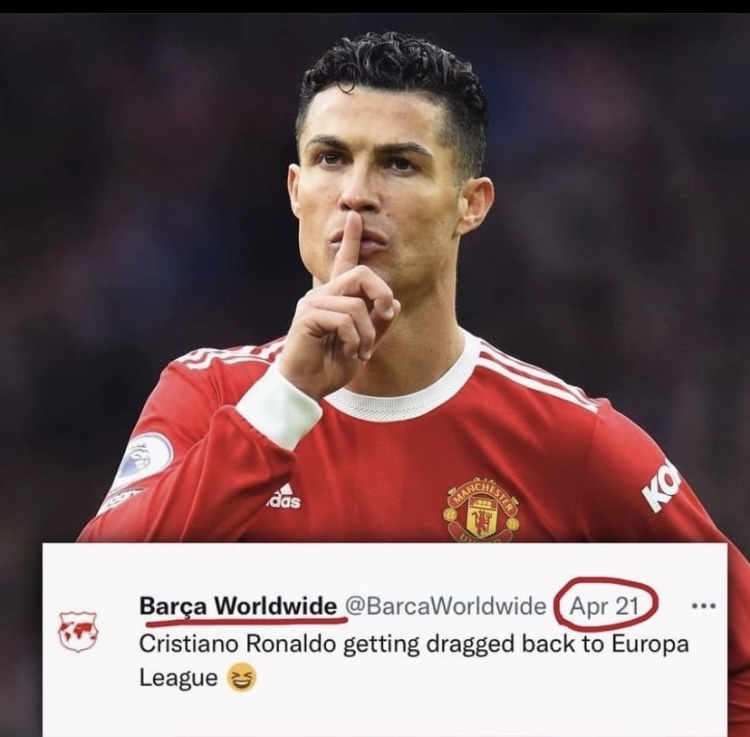 adidas
KO
MANCHESTER
UNITED
Barça Worldwide @BarcaWorldwide Apr 21 •••
Cristiano Ronaldo getting dragged back to Europa
League 😆